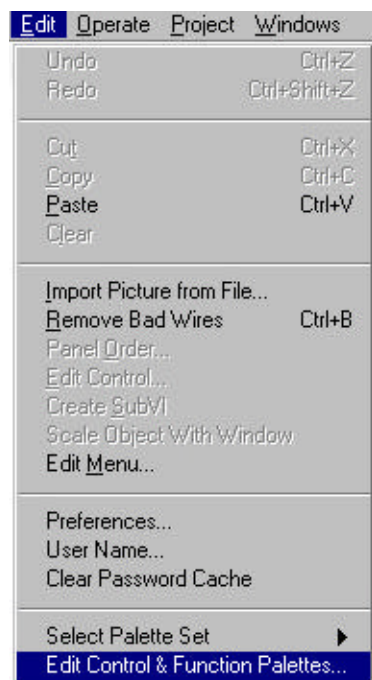 Edit Operate Project Windows
Undo Ctrl+Z
Redo Ctrl+Shift+Z
Cut Ctrl+X
Copy Ctrl+C
Paste Ctrl+V
Clear
Import Picture from File...
Remove Bad Wires Ctrl+B
Panel Order...
Edit Control...
Create SubVI
Scale Object With Window
Edit Menu...
Preferences...
User Name...
Clear Password Cache
Select Palette Set
Edit Control & Function Palettes...